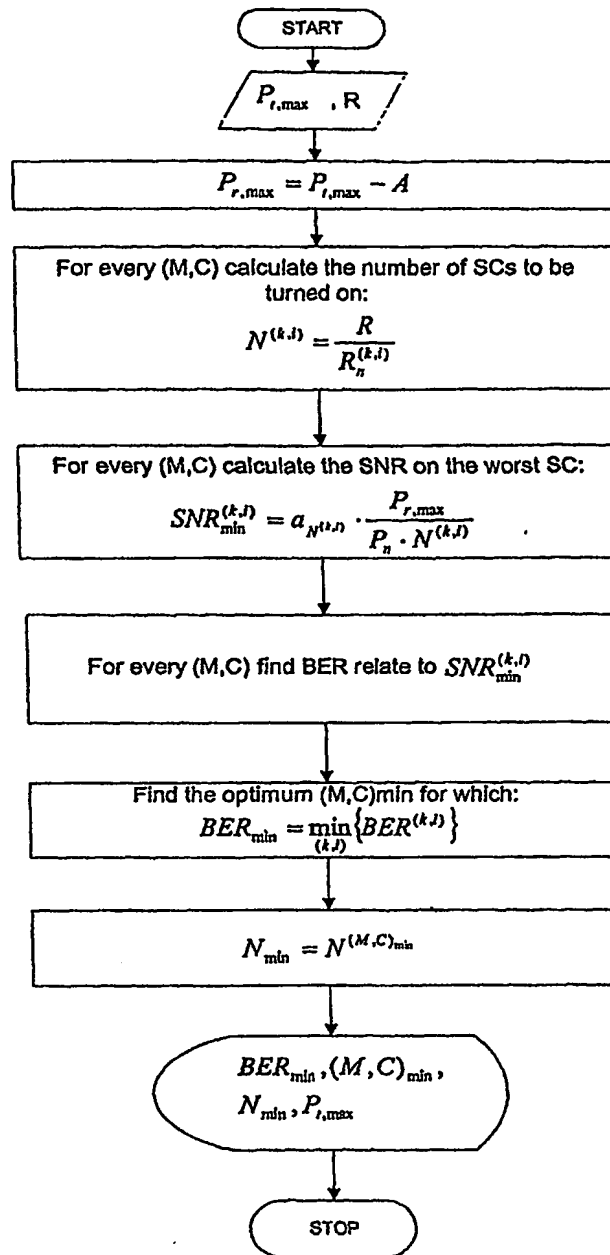 START
P_{t,max} , R
P_{r,max} = P_{t,max} − A
For every (M,C) calculate the number of SCs to be
turned on:
N^{(k,l)} = \frac{R}{R_n^{(k,l)}}
For every (M,C) calculate the SNR on the worst SC:
SNR_{min}^{(k,l)} = a_{N^{(k,l)}} · \frac{P_{r,max}}{P_n · N^{(k,l)}}
For every (M,C) find BER relate to SNR_{min}^{(k,l)}
Find the optimum (M,C)min for which:
BER_{min} = \min_{(k,l)} {BER^{(k,l)}}
N_{min} = N^{(M,C)_{min}}
BER_{min}, (M,C)_{min},
N_{min}, P_{t,max}
STOP